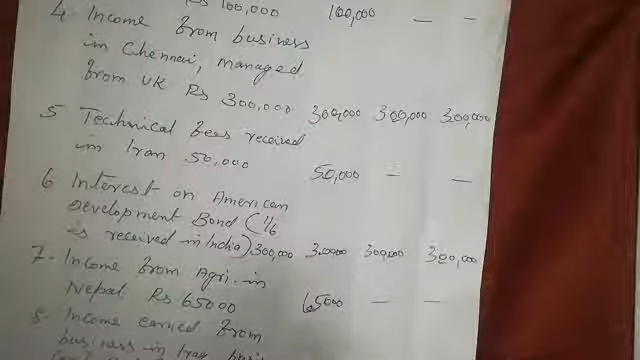 Rs 100,000 100,000 — —
4. Income from business
in Chennai, managed
from UK Rs 300,000 300,000 300,000 300,000
5 Technical fees received
in Iran 50,000 50,000 — —
6 Interest on American
Development Bond (1/6
is received in India) 300,000 300000 300,000 300,000
7. Income from Agri. in
Nepal Rs 65000 65000 — —
8. Income earned from
business in Iraq